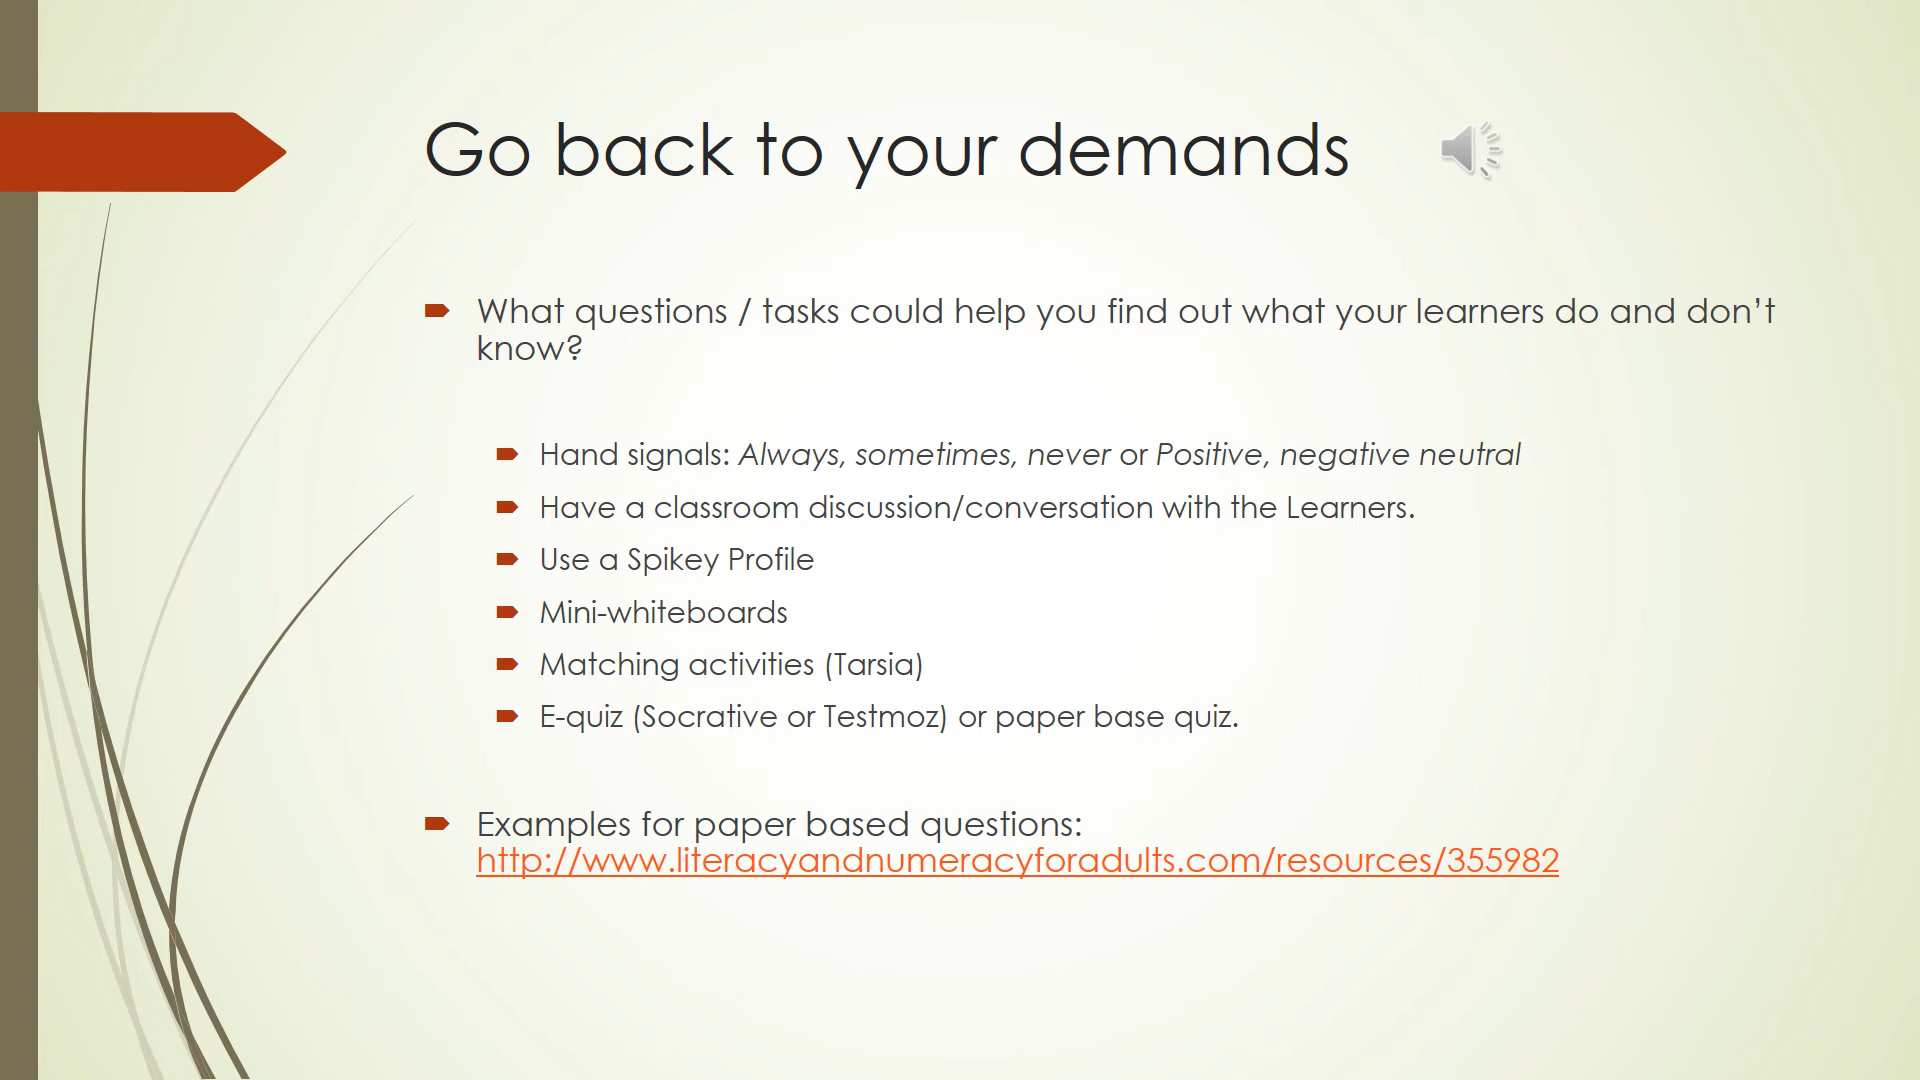 Go back to your demands
What questions / tasks could help you find out what your learners do and don’t
know?
Hand signals: Always, sometimes, never or Positive, negative neutral
Have a classroom discussion/conversation with the Learners.
Use a Spikey Profile
Mini-whiteboards
Matching activities (Tarsia)
E-quiz (Socrative or Testmoz) or paper base quiz.
Examples for paper based questions:
http://www.literacyandnumeracyforadults.com/resources/355982